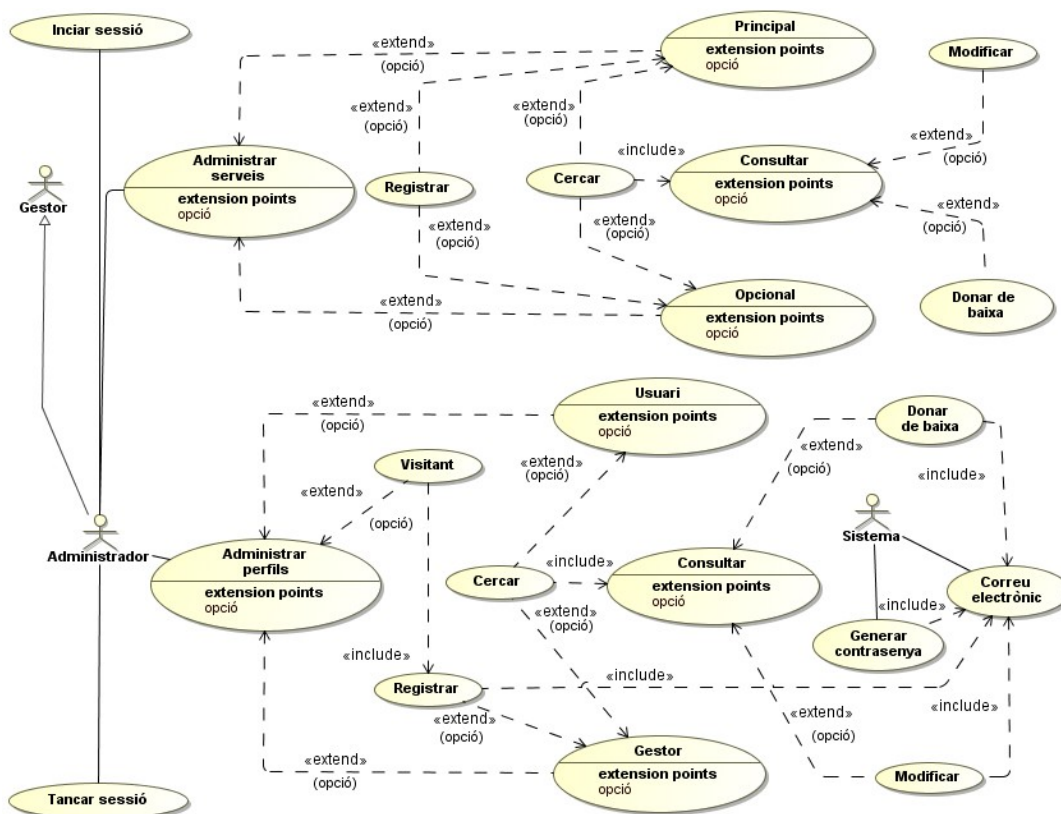 Inciar sessió
Principal
extension points
opció
Modificar
«extend»
(opció)
«extend»
(opció)
«extend»
(opció)
«extend»
(opció)
«include»
Gestor
Administrar
serveis
extension points
opció
Registrar
Cercar
Consultar
extension points
opció
«extend»
(opció)
«extend»
(opció)
«extend»
(opció)
«extend»
(opció)
Opcional
extension points
opció
Donar de
baixa
Usuari
extension points
opció
Donar
de baixa
«extend»
(opció)
Visitant
«extend»
(opció)
«extend»
(opció)
«extend»
(opció)
«include»
Sistema
Administrador
Administrar
perfils
extension points
opció
Cercar
«include»
Consultar
extension points
opció
Correu
electrònic
«include»
Generar
contrasenya
«extend»
(opció)
«include»
Registrar
«include»
«extend»
(opció)
«extend»
(opció)
«include»
«extend»
(opció)
Gestor
extension points
opció
Modificar
Tancar sessió